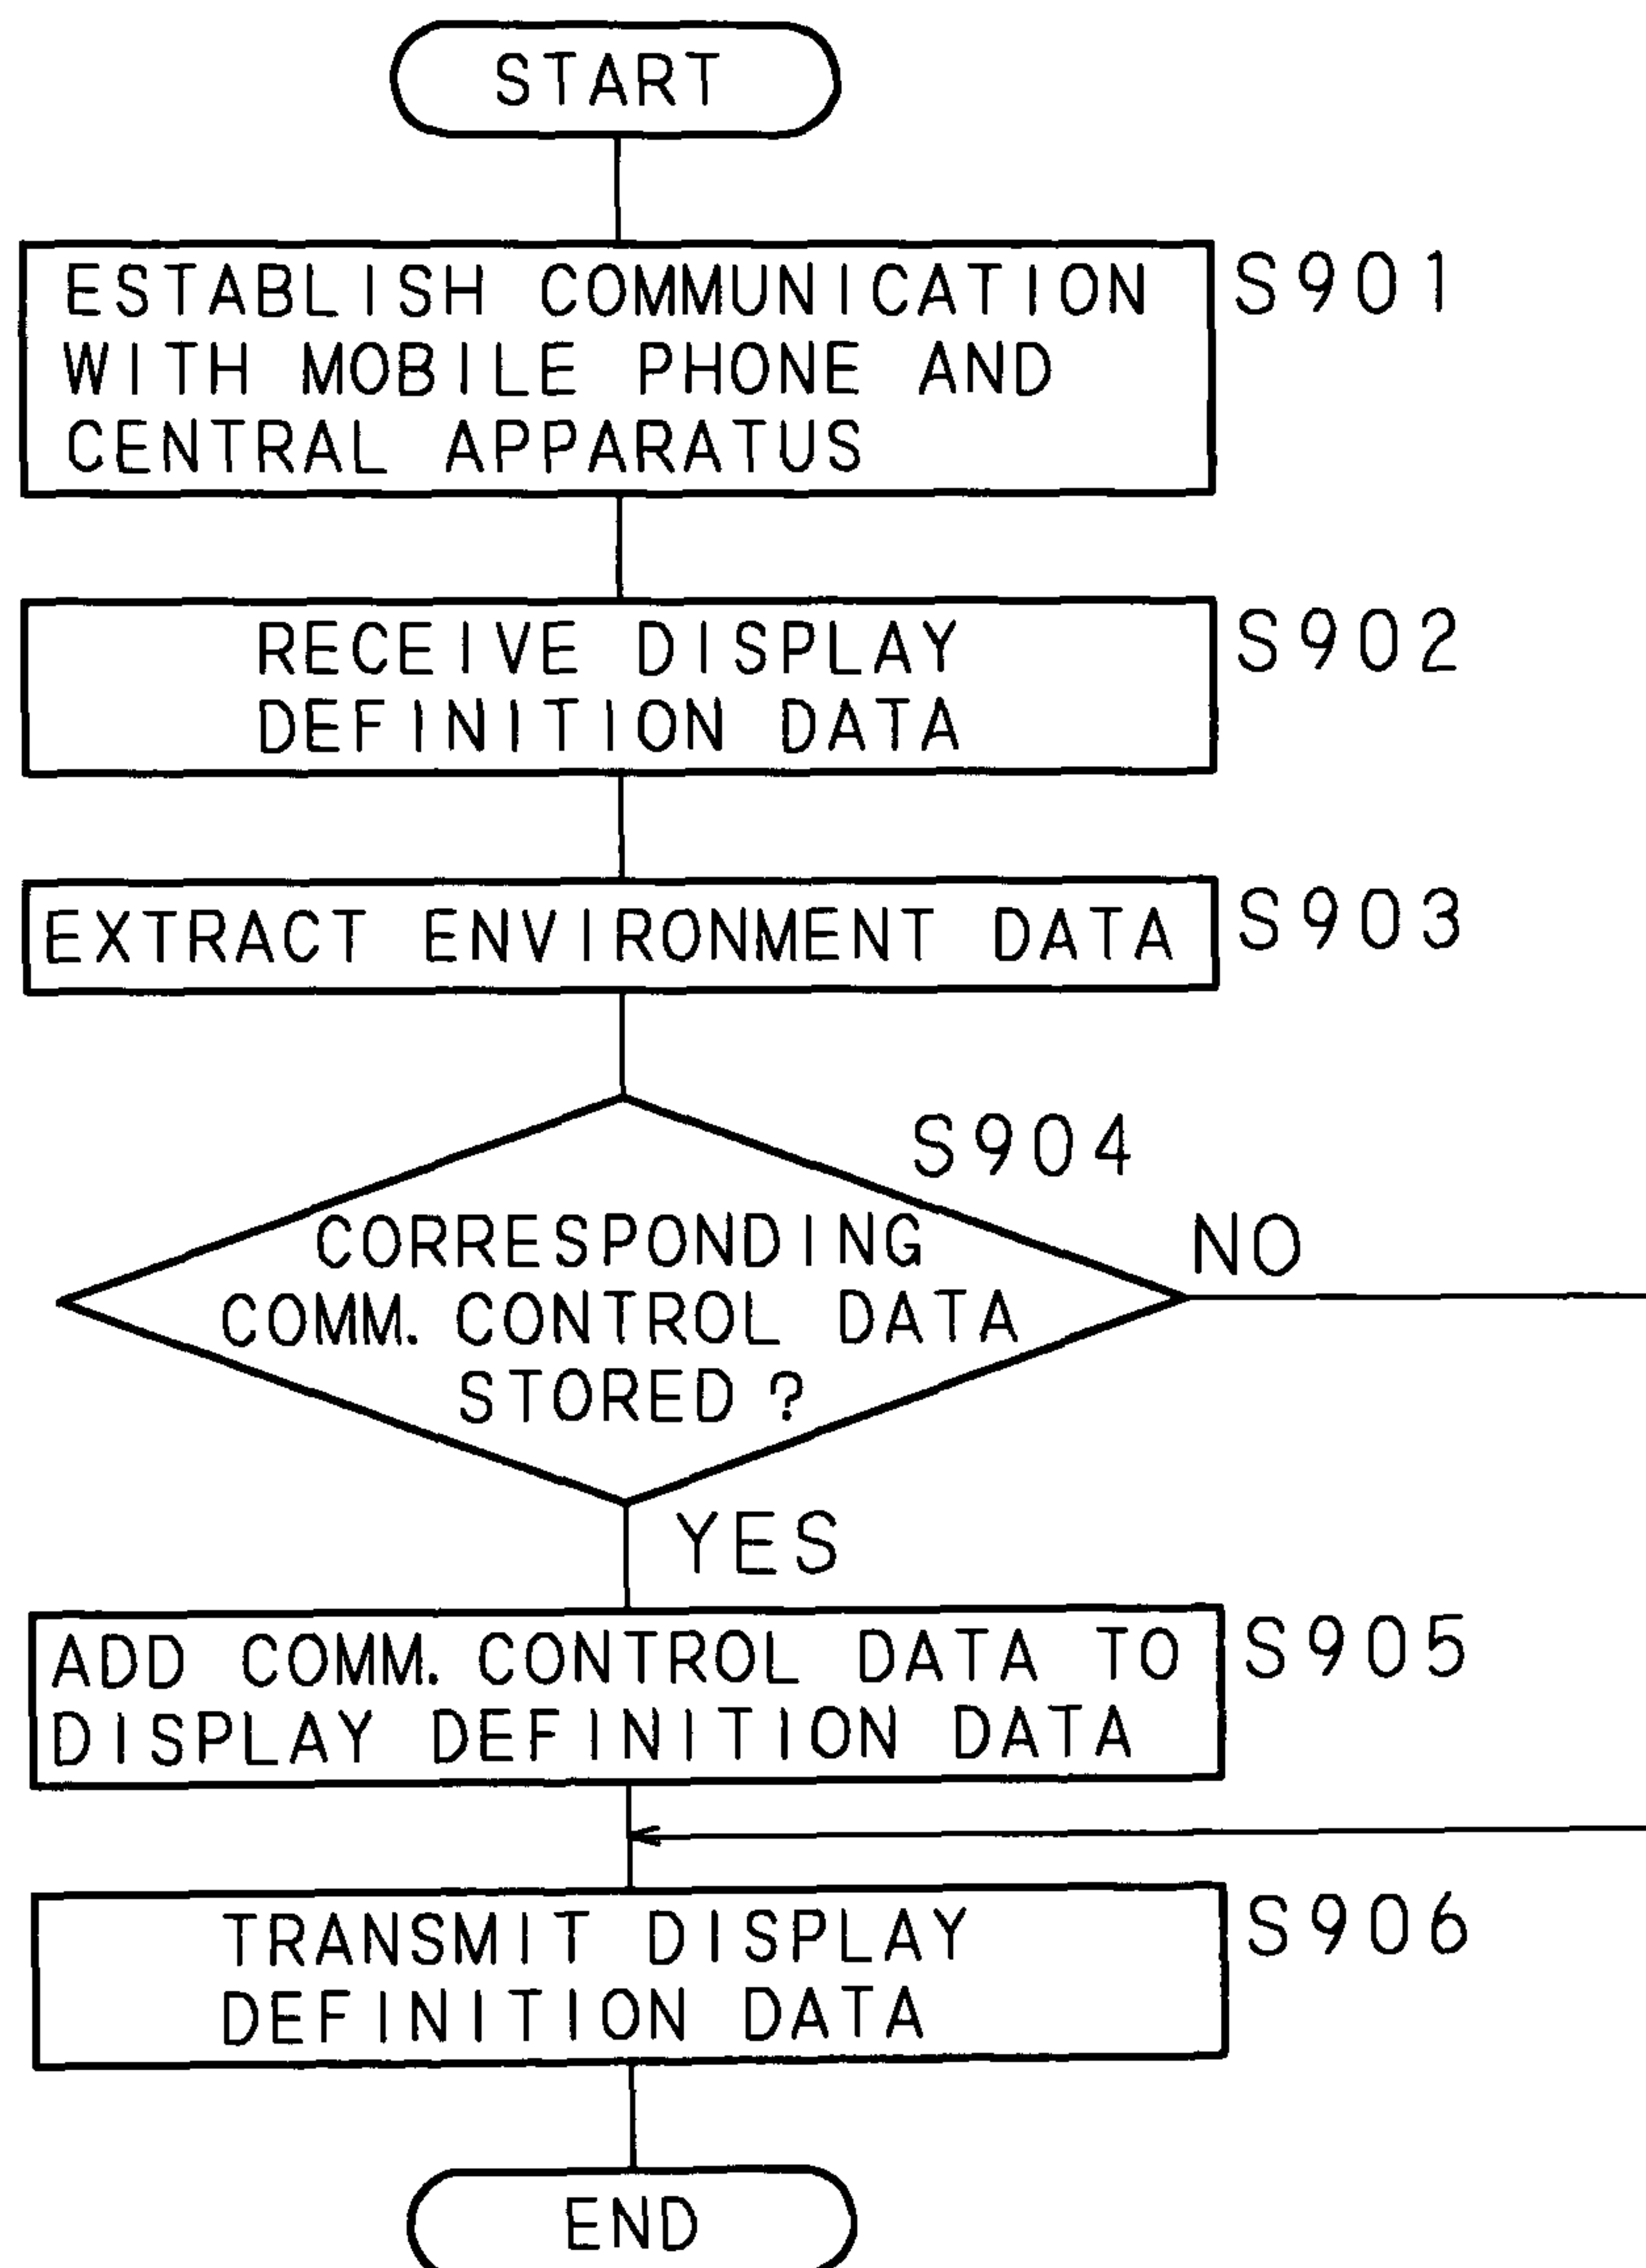 START
ESTABLISH COMMUNICATION
WITH MOBILE PHONE AND
CENTRAL APPARATUS
S901
RECEIVE DISPLAY
DEFINITION DATA
S902
EXTRACT ENVIRONMENT DATA
S903
S904
CORRESPONDING
COMM. CONTROL DATA
STORED?
NO
YES
ADD COMM. CONTROL DATA TO
DISPLAY DEFINITION DATA
S905
TRANSMIT DISPLAY
DEFINITION DATA
S906
END